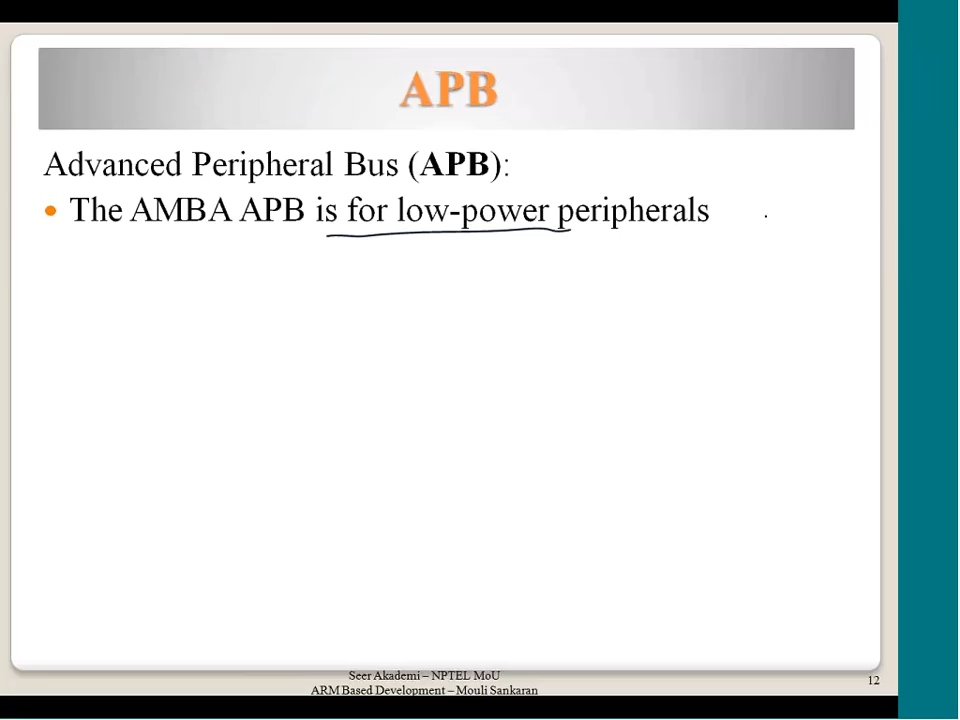 APB
Advanced Peripheral Bus (APB):
• The AMBA APB is for low-power peripherals
Seer Akademi – NPTEL MoU
ARM Based Development – Mouli Sankaran
12